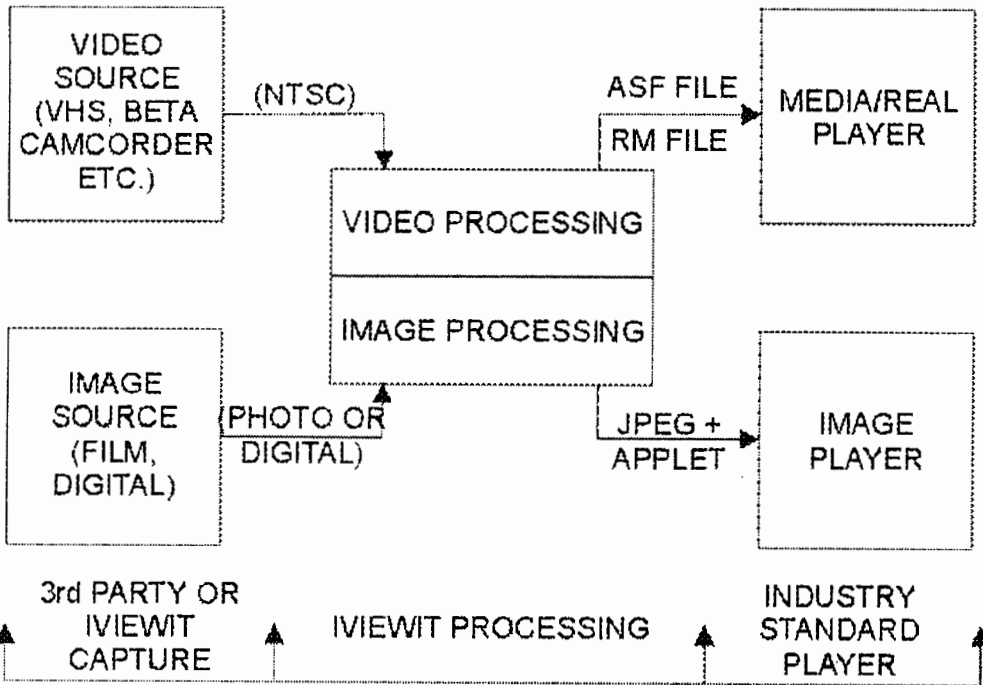 VIDEO
SOURCE
(VHS, BETA
CAMCORDER
ETC.)
(NTSC)
ASF FILE
RM FILE
MEDIA/REAL
PLAYER
VIDEO PROCESSING
IMAGE PROCESSING
IMAGE
SOURCE
(FILM,
DIGITAL)
(PHOTO OR
DIGITAL)
JPEG +
APPLET
IMAGE
PLAYER
3rd PARTY OR
IVIEWIT
CAPTURE
IVIEWIT PROCESSING
INDUSTRY
STANDARD
PLAYER